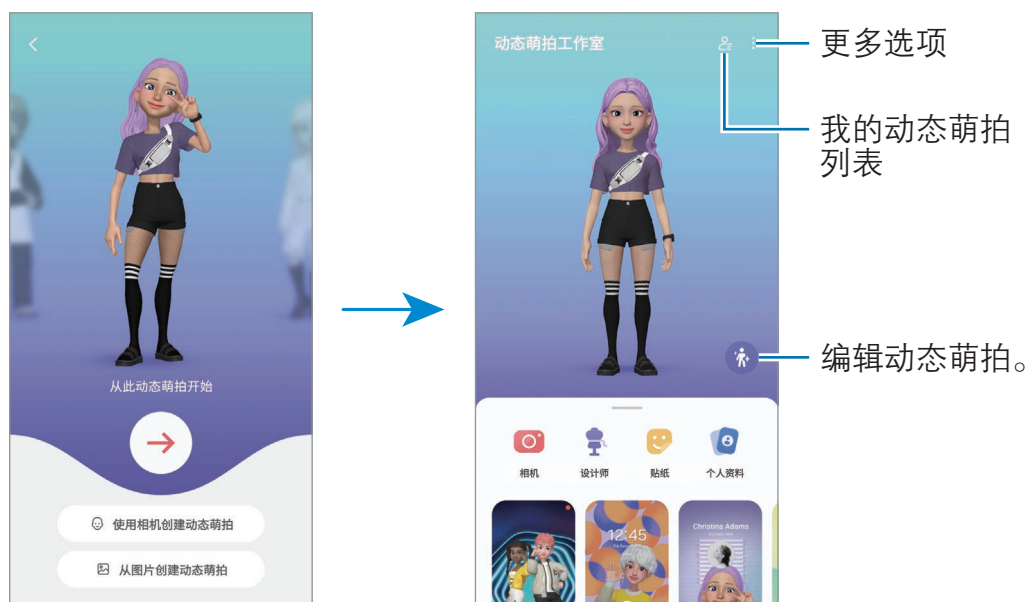 从此动态萌拍开始
使用相机创建动态萌拍
从图片创建动态萌拍
动态萌拍工作室
更多选项
我的动态萌拍
列表
编辑动态萌拍。
相机
设计师
贴纸
个人资料
12:45
Christina Adams